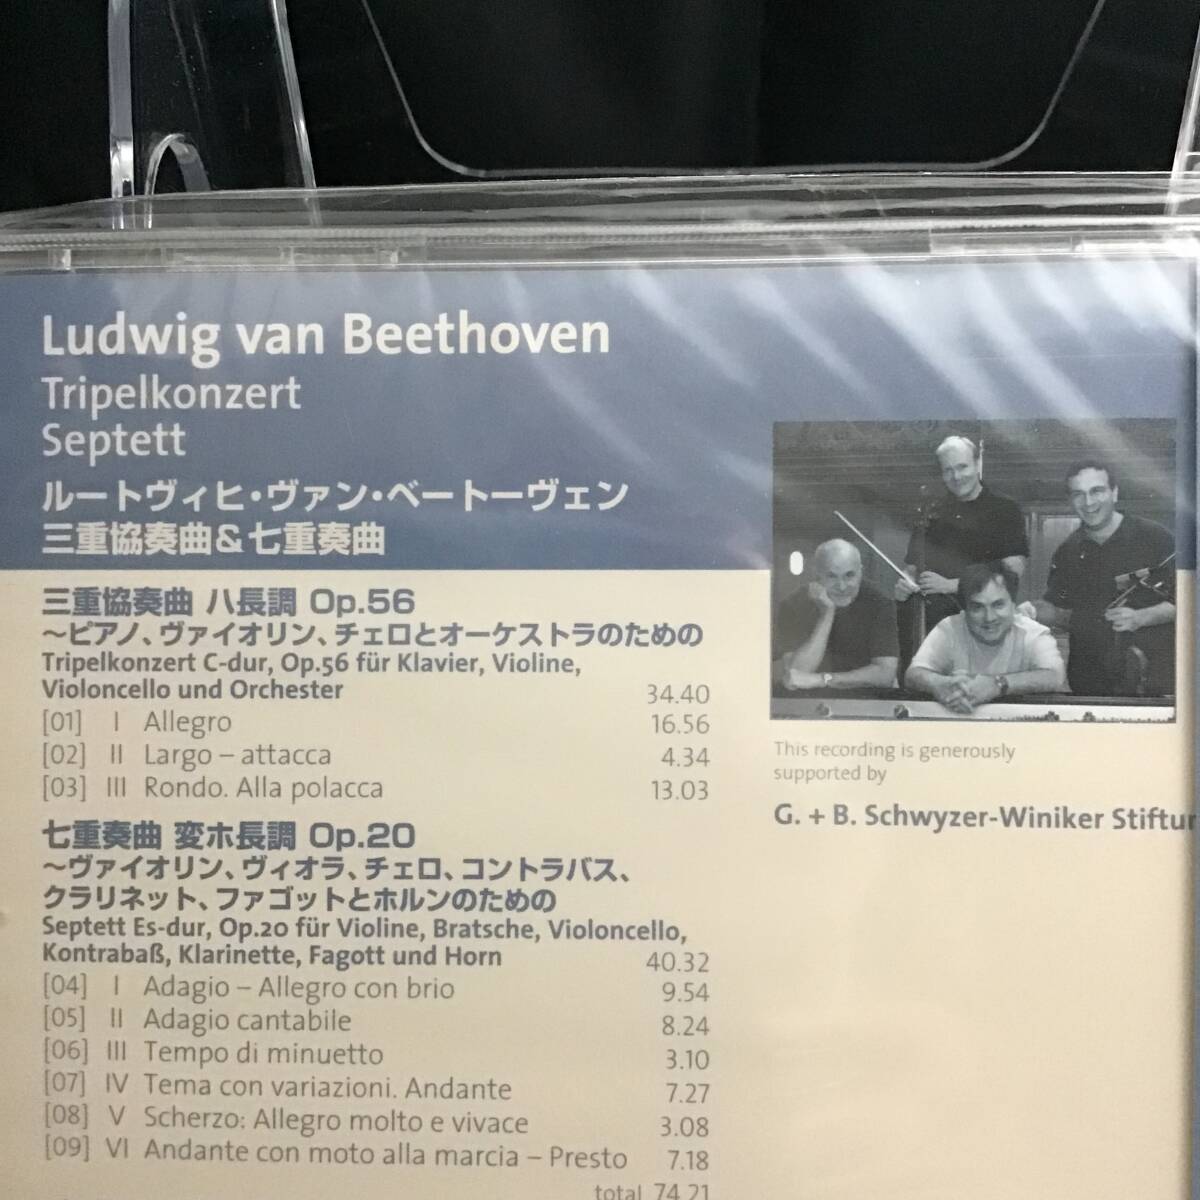 Ludwig van Beethoven
Tripelkonzert
Septett
ルートヴィヒ・ヴァン・ベートーヴェン
三重協奏曲&七重奏曲
三重協奏曲 ハ長調 Op.56
～ピアノ、ヴァイオリン、チェロとオーケストラのための
Tripelkonzert C-dur, Op.56 für Klavier, Violine,
Violoncello und Orchester 34.40
[01] I Allegro 16.56
[02] II Largo – attacca 4.34
[03] III Rondo. Alla polacca 13.03
七重奏曲 変ホ長調 Op.20
～ヴァイオリン、ヴィオラ、チェロ、コントラバス、
クラリネット、ファゴットとホルンのための
Septett Es-dur, Op.20 für Violine, Bratsche, Violoncello,
Kontrabaß, Klarinette, Fagott und Horn 40.32
[04] I Adagio – Allegro con brio 9.54
[05] II Adagio cantabile 8.24
[06] III Tempo di minuetto 3.10
[07] IV Tema con variazioni. Andante 7.27
[08] V Scherzo: Allegro molto e vivace 3.08
[09] VI Andante con moto alla marcia – Presto 7.18
total 74.21
This recording is generously
supported by
G. + B. Schwyzer-Winiker Stiftun